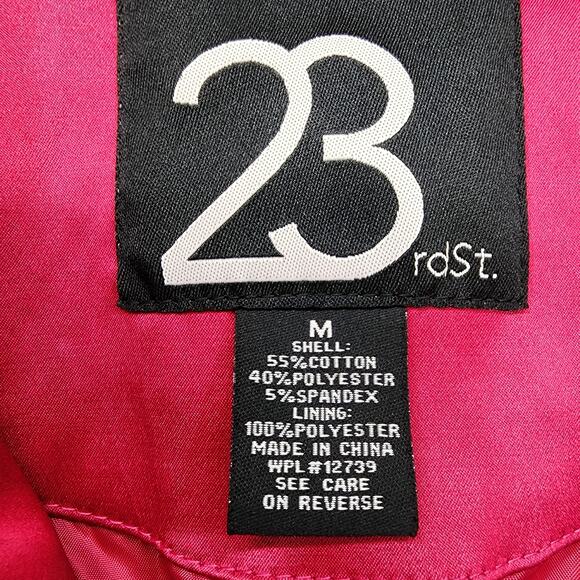 23
rdSt.
M
SHELL:
55%COTTON
40%POLYESTER
5%SPANDEX
LINING:
100%POLYESTER
MADE IN CHINA
WPL#12739
SEE CARE
ON REVERSE